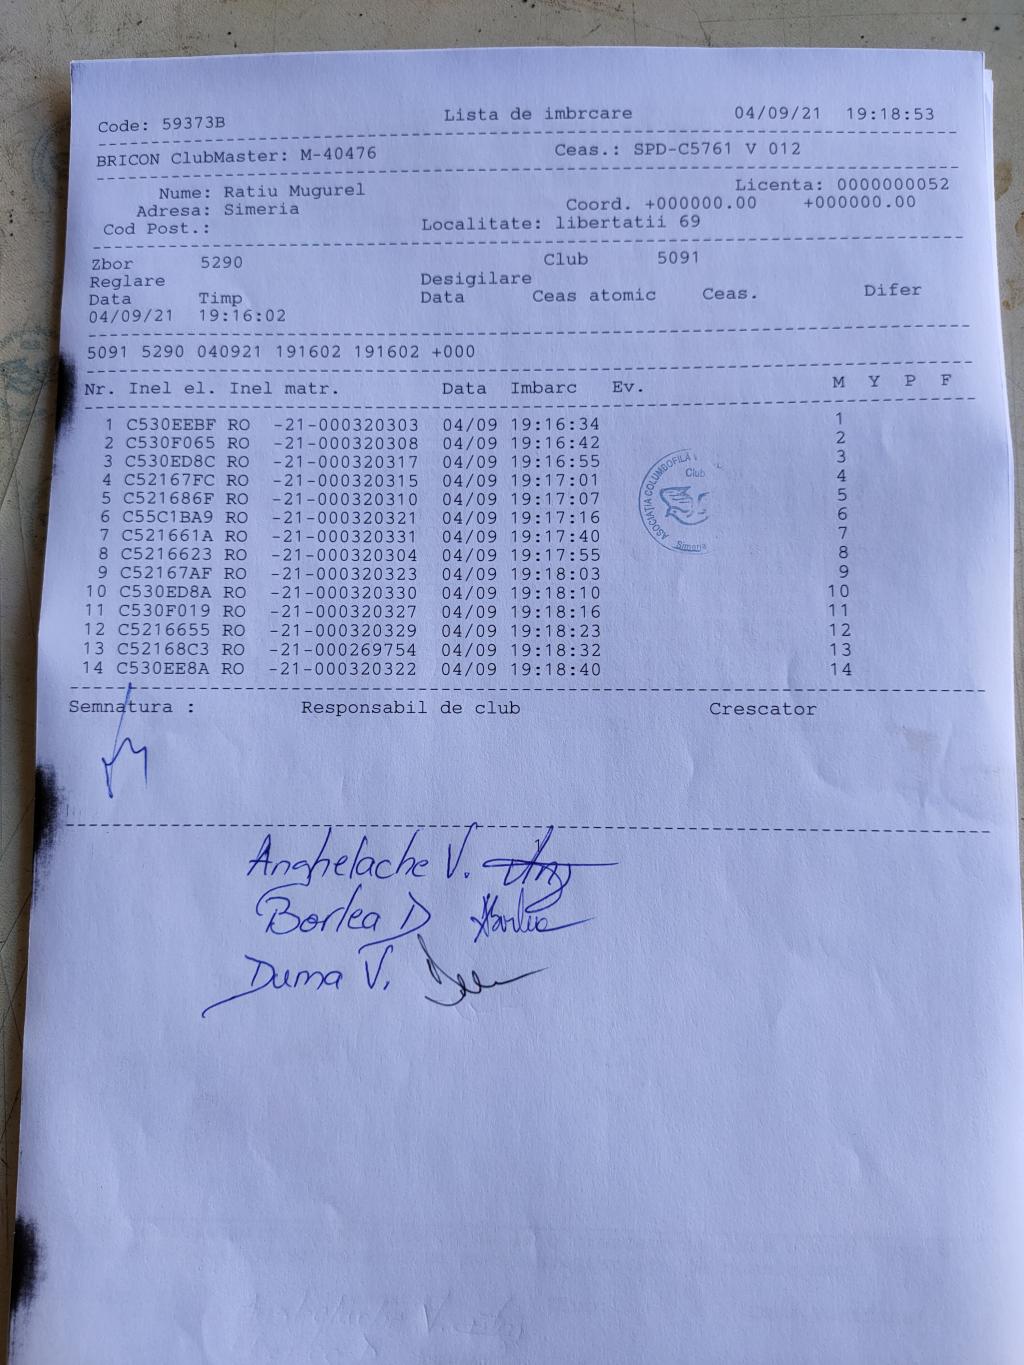 Code: 59373B Lista de imbrcare 04/09/21 19:18:53
BRICON ClubMaster: M-40476 Ceas.: SPD-C5761 V 012
Nume: Ratiu Mugurel Licenta: 0000000052
Adresa: Simeria Coord. +000000.00 +000000.00
Cod Post.: Localitate: libertatii 69
Zbor 5290 Club 5091
Reglare Desigilare
Data Timp Data Ceas atomic Ceas. Difer
04/09/21 19:16:02
5091 5290 040921 191602 191602 +000
Nr. Inel el. Inel matr. Data Imbarc Ev. M Y P F
1 C530EEBF RO -21-000320303 04/09 19:16:34 1
2 C530F065 RO -21-000320308 04/09 19:16:42 2
3 C530ED8C RO -21-000320317 04/09 19:16:55 3
4 C52167FC RO -21-000320315 04/09 19:17:01 4
5 C521686F RO -21-000320310 04/09 19:17:07 5
6 C55C1BA9 RO -21-000320321 04/09 19:17:16 6
7 C521661A RO -21-000320331 04/09 19:17:40 7
8 C5216623 RO -21-000320304 04/09 19:17:55 8
9 C52167AF RO -21-000320323 04/09 19:18:03 9
10 C530ED8A RO -21-000320330 04/09 19:18:10 10
11 C530F019 RO -21-000320327 04/09 19:18:16 11
12 C5216655 RO -21-000320329 04/09 19:18:23 12
13 C52168C3 RO -21-000269754 04/09 19:18:32 13
14 C530EE8A RO -21-000320322 04/09 19:18:40 14
ASOCIAȚIA COLUMBOFILĂ
Club
Simeria
Semnatura : Responsabil de club Crescator
Anghelache V.
Borlea D
Duma V.